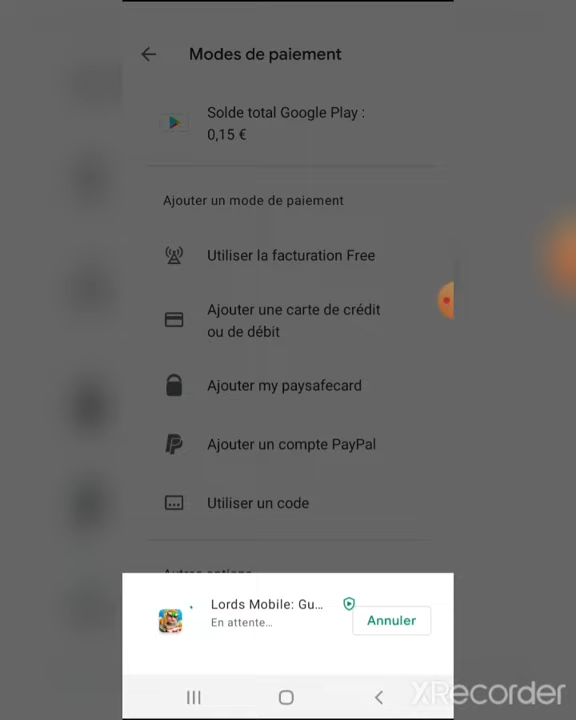 Modes de paiement
Solde total Google Play :
0,15 €
Ajouter un mode de paiement
Utiliser la facturation Free
Ajouter une carte de crédit
ou de débit
Ajouter my paysafecard
Ajouter un compte PayPal
Utiliser un code
Autres options
Lords Mobile: Gu...
En attente...
Annuler
XRecorder